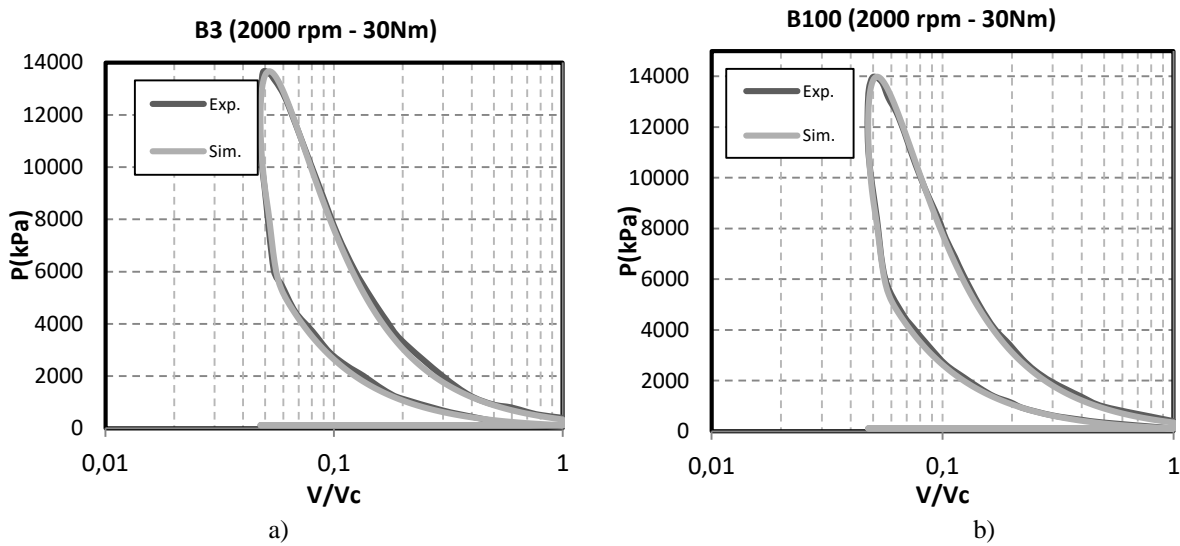 B3 (2000 rpm - 30Nm)
14000
12000
10000
8000
6000
4000
2000
0
P(kPa)
Exp.
Sim.
0,01
0,1
1
V/Vc
a)
B100 (2000 rpm - 30Nm)
14000
12000
10000
8000
6000
4000
2000
0
P(kPa)
Exp.
Sim.
0,01
0,1
1
V/Vc
b)